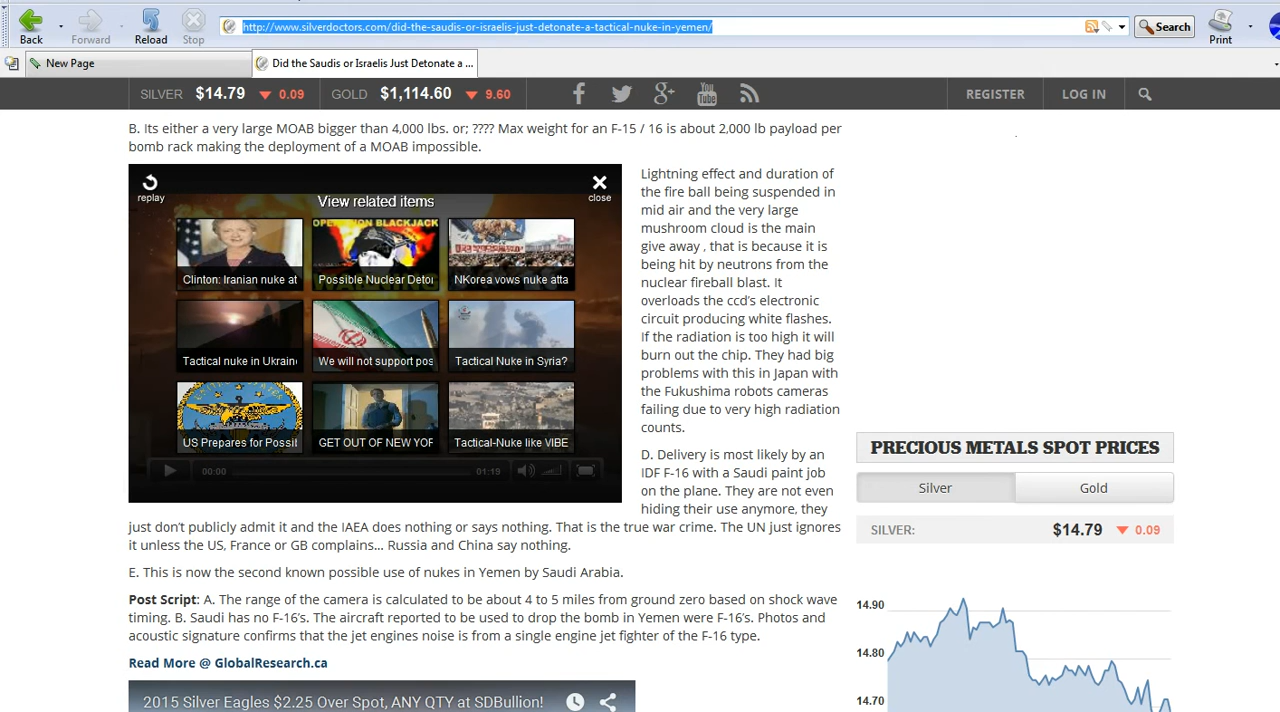 Back
Forward
Reload
Stop
http://www.silverdoctors.com/did-the-saudis-or-israelis-just-detonate-a-tactical-nuke-in-yemen/
Search
Print
New Page
Did the Saudis or Israelis Just Detonate a ...
SILVER $14.79 0.09 GOLD $1,114.60 9.60 You Tube REGISTER LOG IN
B. Its either a very large MOAB bigger than 4,000 lbs. or; ???? Max weight for an F-15 / 16 is about 2,000 lb payload per
bomb rack making the deployment of a MOAB impossible.
replay
View related items
close
Clinton: Iranian nuke at
OPERATION BLACKJACK
Possible Nuclear Deto
NKorea vows nuke atta
Tactical nuke in Ukrain
We will not support pos
Tactical Nuke in Syria?
US Prepares for Possib
GET OUT OF NEW YOR
Tactical-Nuke like VIBE
00:00
01:19
Lightning effect and duration of
the fire ball being suspended in
mid air and the very large
mushroom cloud is the main
give away , that is because it is
being hit by neutrons from the
nuclear fireball blast. It
overloads the ccd's electronic
circuit producing white flashes.
If the radiation is too high it will
burn out the chip. They had big
problems with this in Japan with
the Fukushima robots cameras
failing due to very high radiation
counts.
D. Delivery is most likely by an
IDF F-16 with a Saudi paint job
on the plane. They are not even
hiding their use anymore, they
just don't publicly admit it and the IAEA does nothing or says nothing. That is the true war crime. The UN just ignores
it unless the US, France or GB complains... Russia and China say nothing.
E. This is now the second known possible use of nukes in Yemen by Saudi Arabia.
Post Script: A. The range of the camera is calculated to be about 4 to 5 miles from ground zero based on shock wave
timing. B. Saudi has no F-16's. The aircraft reported to be used to drop the bomb in Yemen were F-16's. Photos and
acoustic signature confirms that the jet engines noise is from a single engine jet fighter of the F-16 type.
Read More @ GlobalResearch.ca
2015 Silver Eagles $2.25 Over Spot, ANY QTY at SDBullion!
PRECIOUS METALS SPOT PRICES
Silver
Gold
SILVER: $14.79 0.09
14.90
14.80
14.70